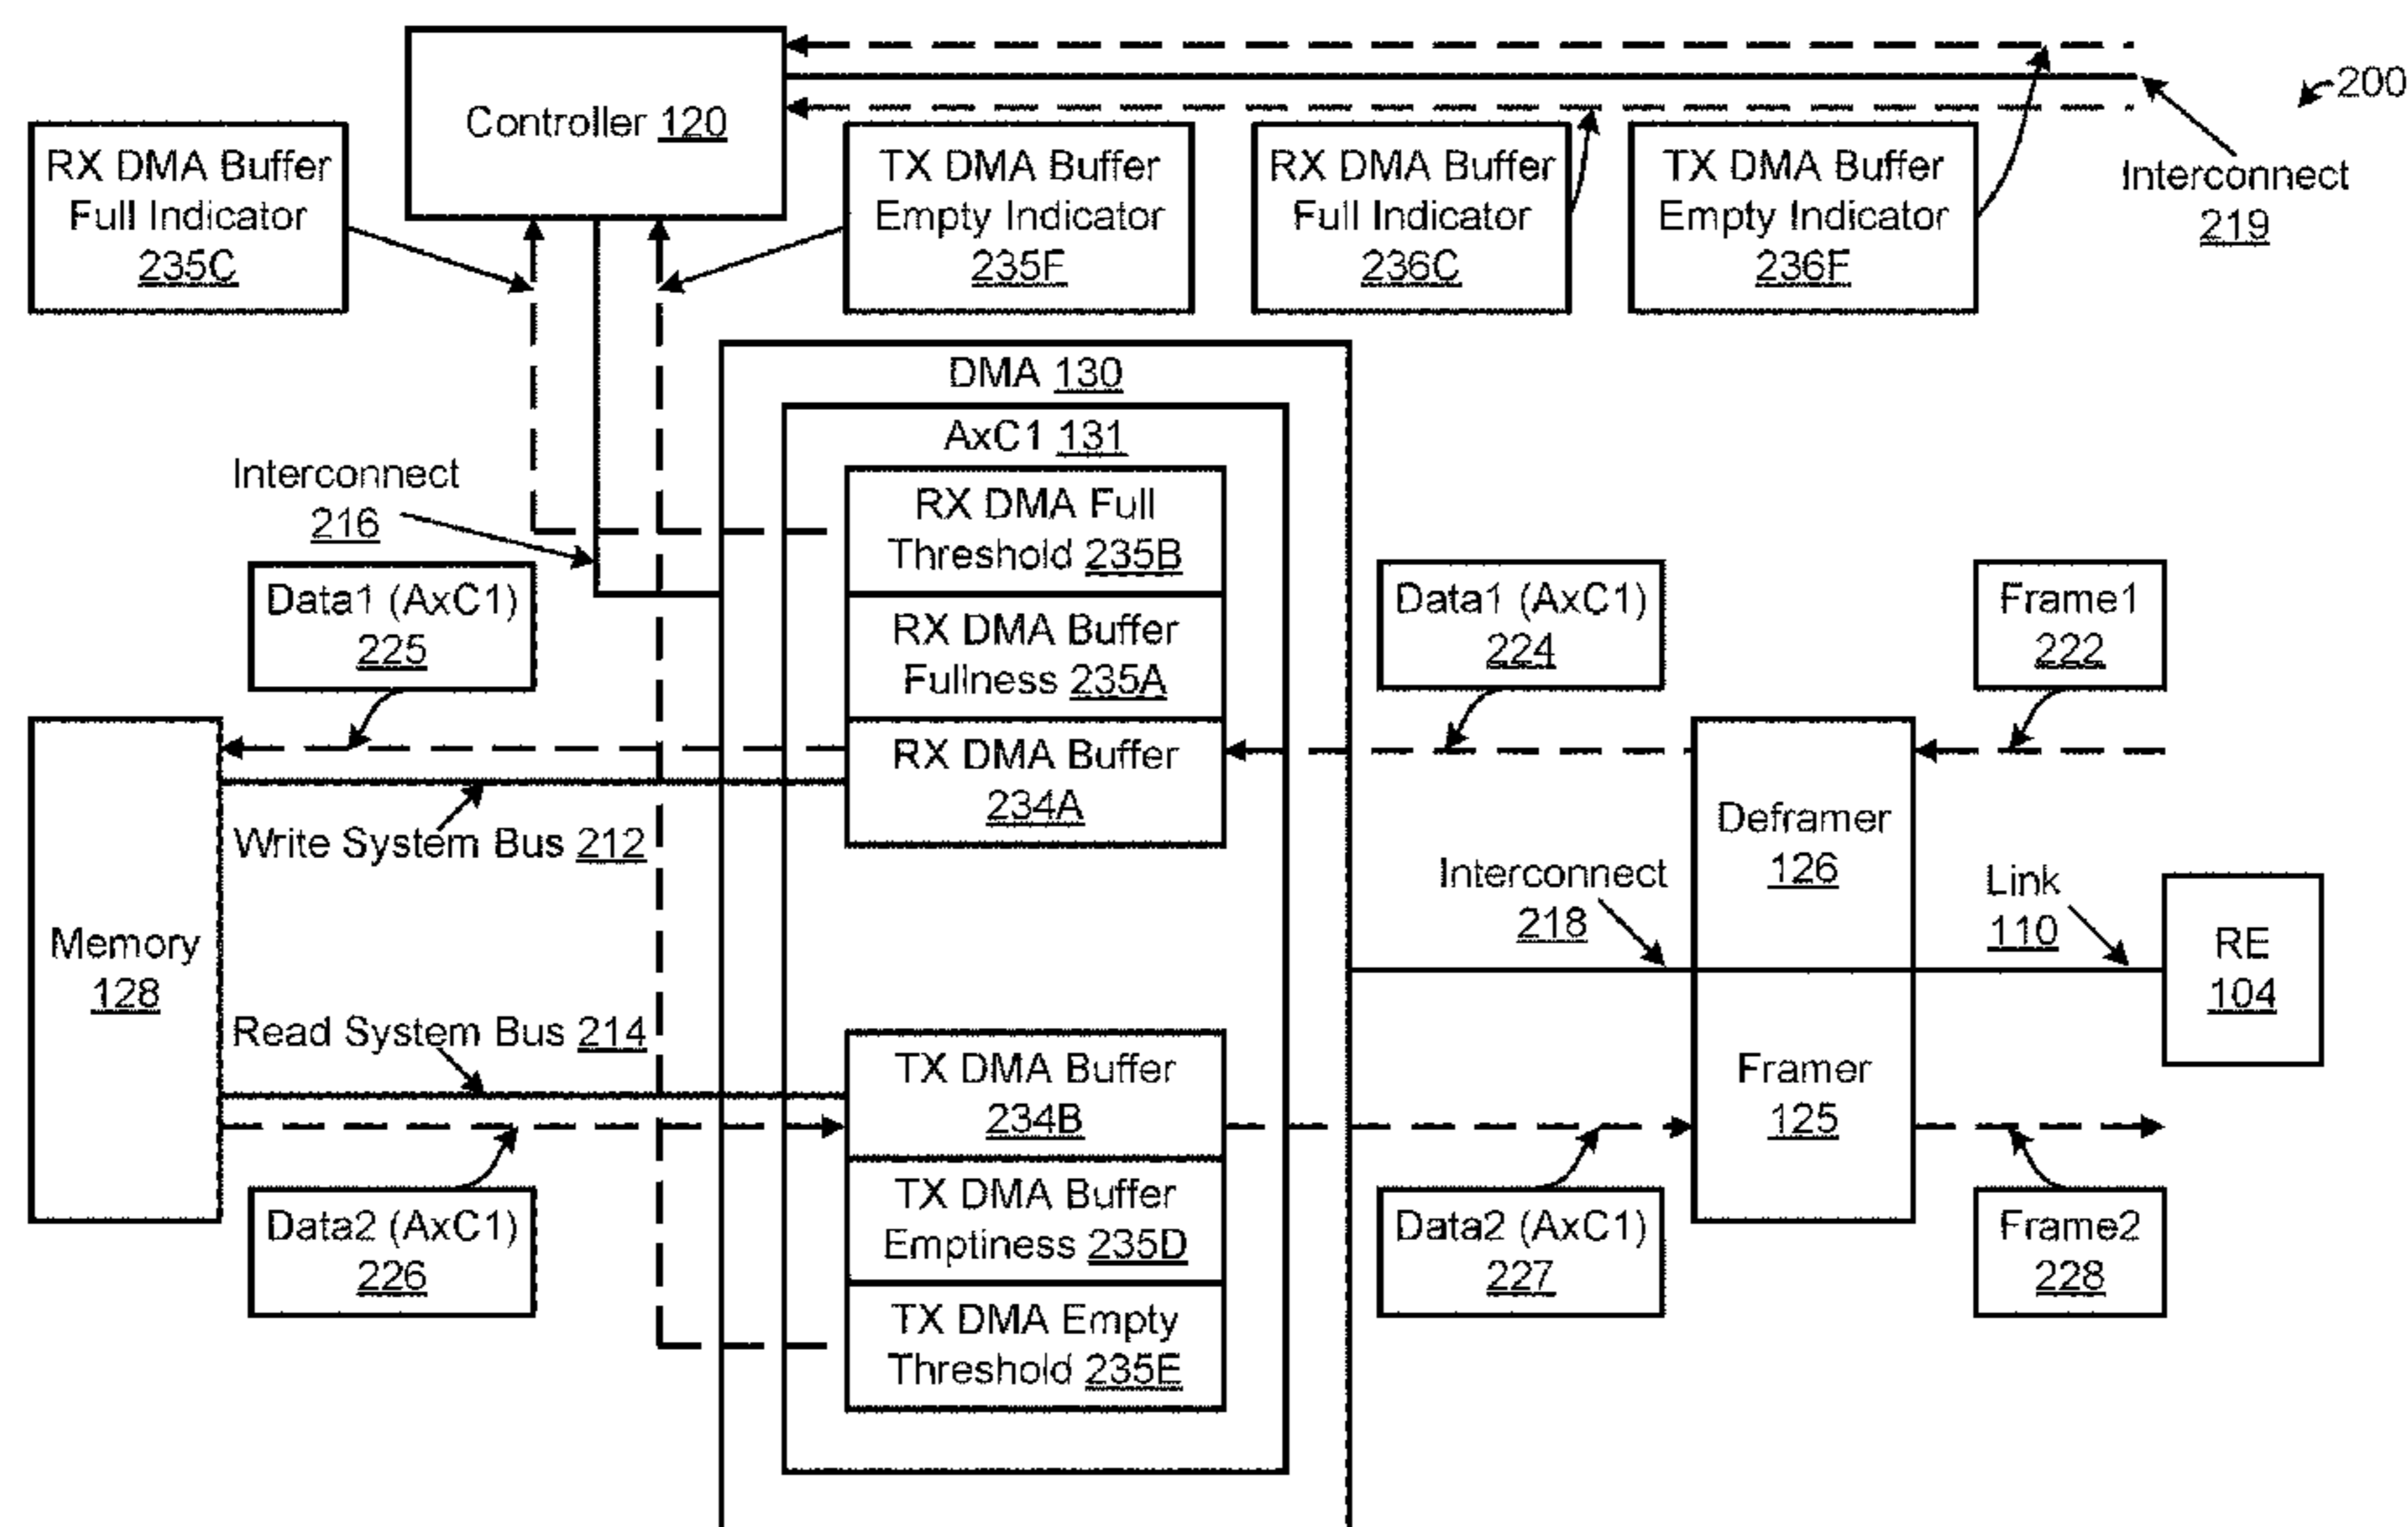 200
Controller 120
RX DMA Buffer
Full Indicator
235C
TX DMA Buffer
Empty Indicator
235F
RX DMA Buffer
Full Indicator
236C
TX DMA Buffer
Empty Indicator
236F
Interconnect
219
DMA 130
AxC1 131
Interconnect
216
RX DMA Full
Threshold 235B
RX DMA Buffer
Fullness 235A
RX DMA Buffer
234A
Data1 (AxC1)
225
Data1 (AxC1)
224
Frame1
222
Write System Bus 212
Memory
128
Read System Bus 214
Deframer
126
Interconnect
218
Link
110
RE
104
Framer
125
TX DMA Buffer
234B
TX DMA Buffer
Emptiness 235D
TX DMA Empty
Threshold 235E
Data2 (AxC1)
226
Data2 (AxC1)
227
Frame2
228